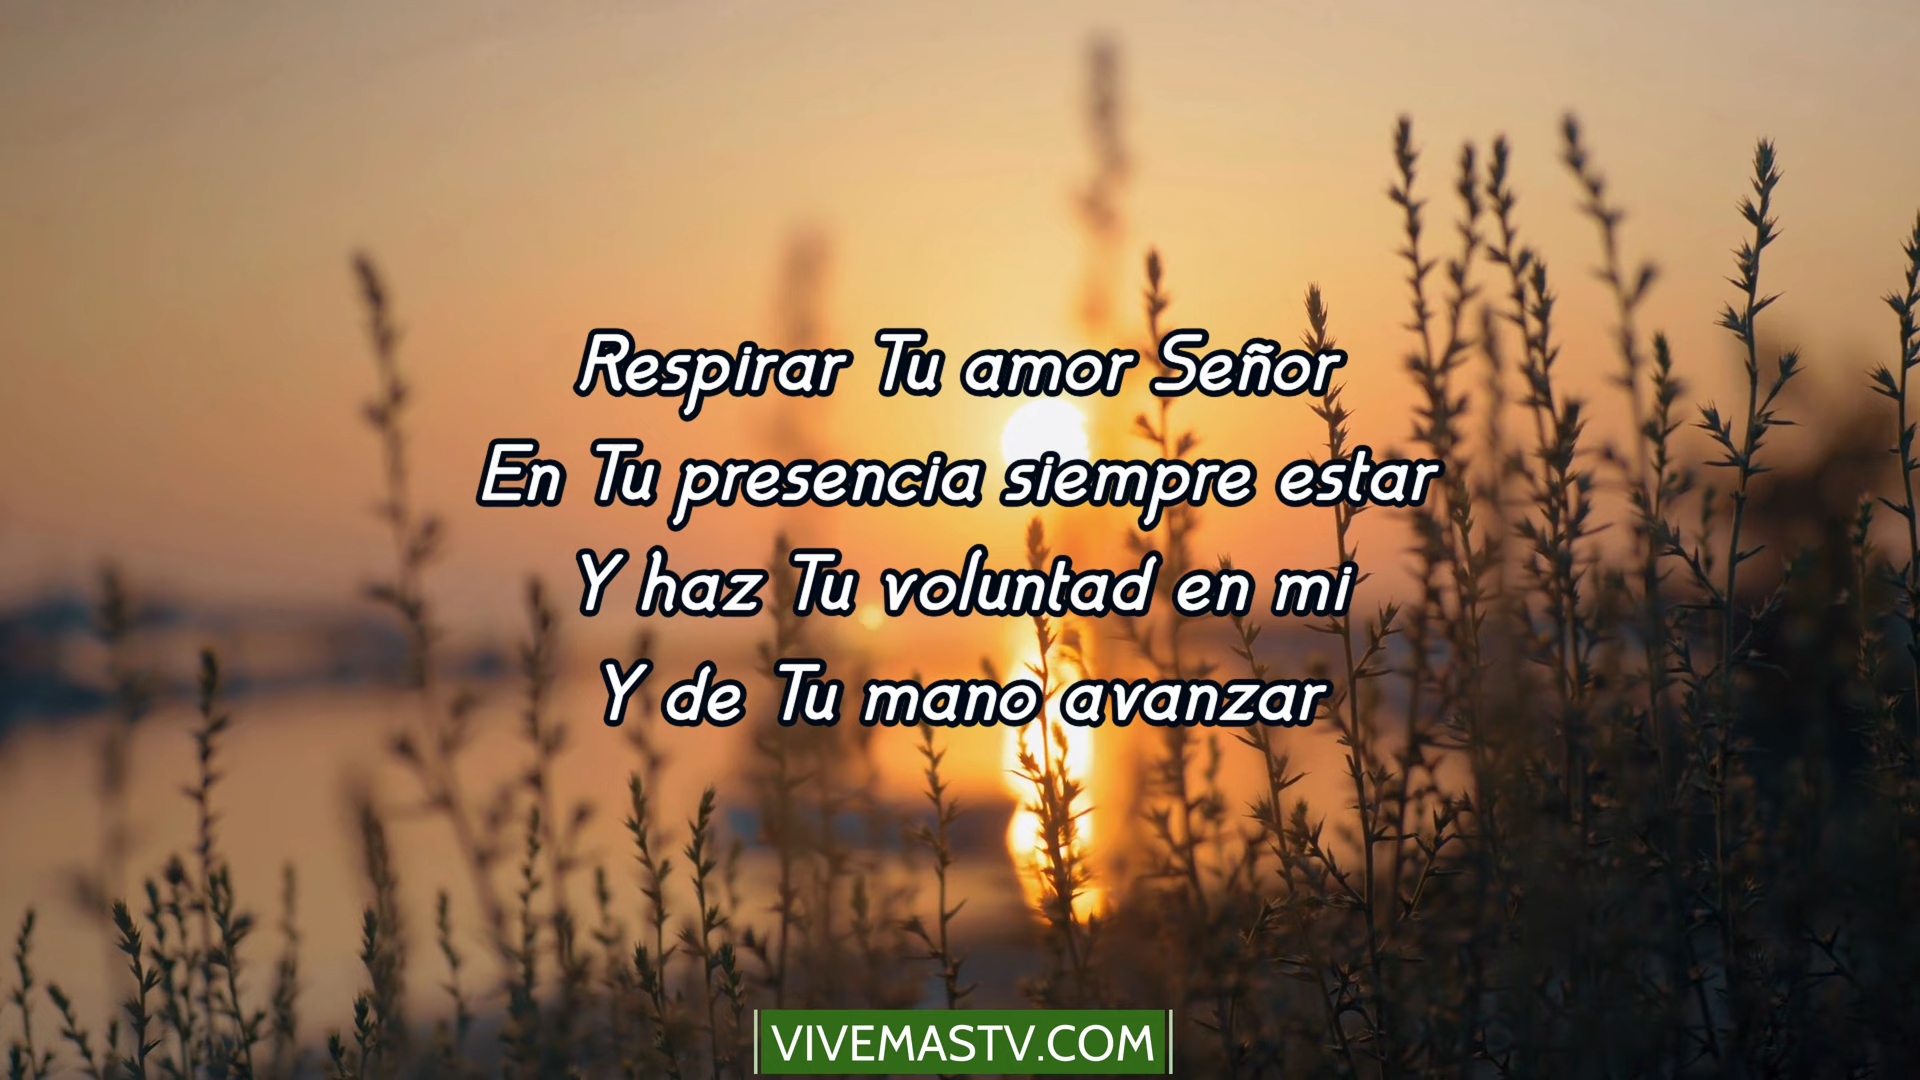 Respirar Tu amor Señor
En Tu presencia siempre estar
Y haz Tu voluntad en mi
Y de Tu mano avanzar
VIVEMASTV.COM